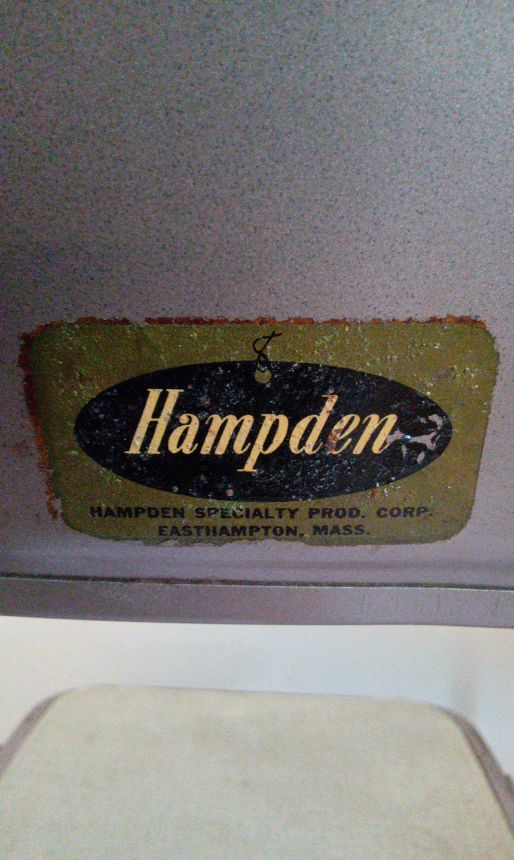 Hampden
HAMPDEN SPECIALTY PROD. CORP.
EASTHAMPTON, MASS.